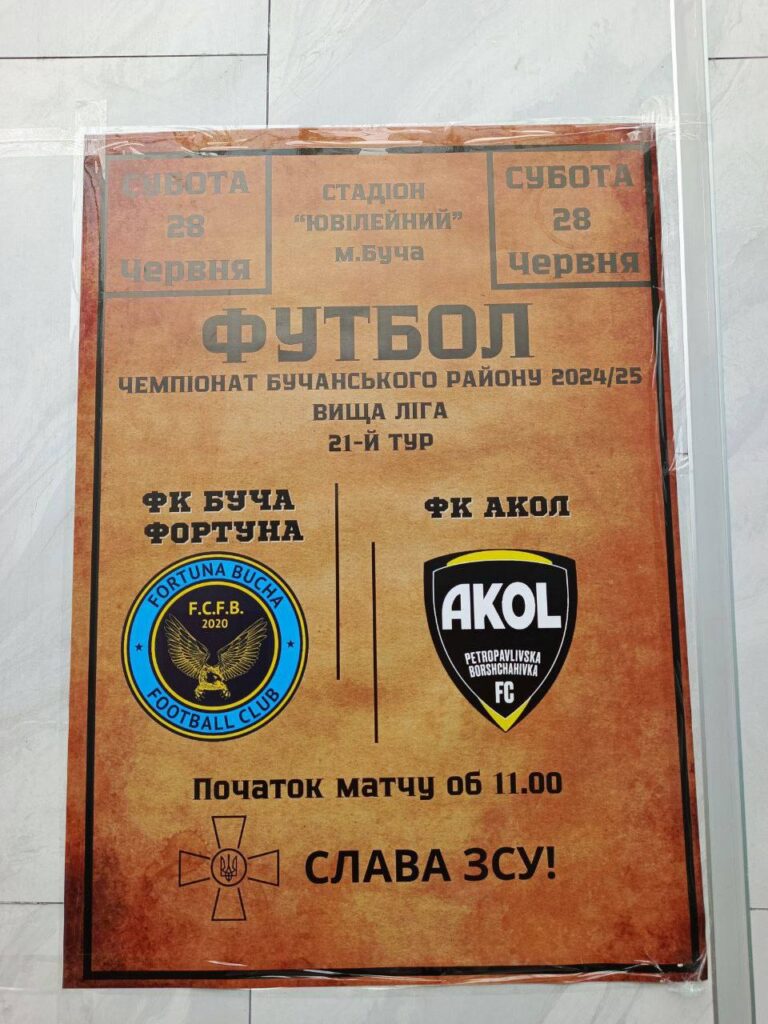 СУБОТА
28
Червня
СТАДІОН
“ЮВІЛЕЙНИЙ”
м.Буча
СУБОТА
28
Червня
ФУТБОЛ
ЧЕМПІОНАТ БУЧАНСЬКОГО РАЙОНУ 2024/25
ВИЩА ЛІГА
21-Й ТУР
ФК БУЧА
ФОРТУНА
FORTUNA BUCHA
F.C.F.B.
2020
FOOTBALL CLUB
ФК АКОЛ
AKOL
PETROPAVLIVSKA
BORSHCHAHIVKA
FC
Початок матчу об 11.00
СЛАВА ЗСУ!